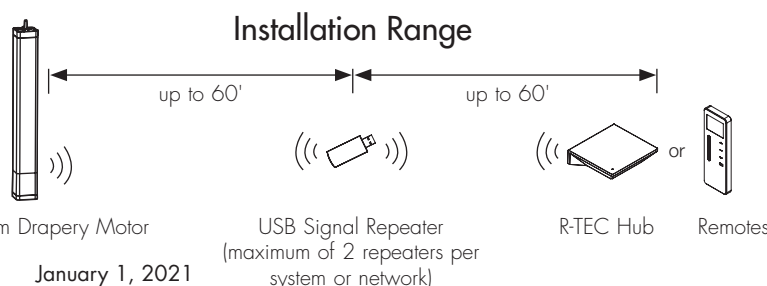 Installation Range
up to 60' up to 60'
or
Drapery Motor USB Signal Repeater R-TEC Hub Remotes
(maximum of 2 repeaters per
system or network)
January 1, 2021